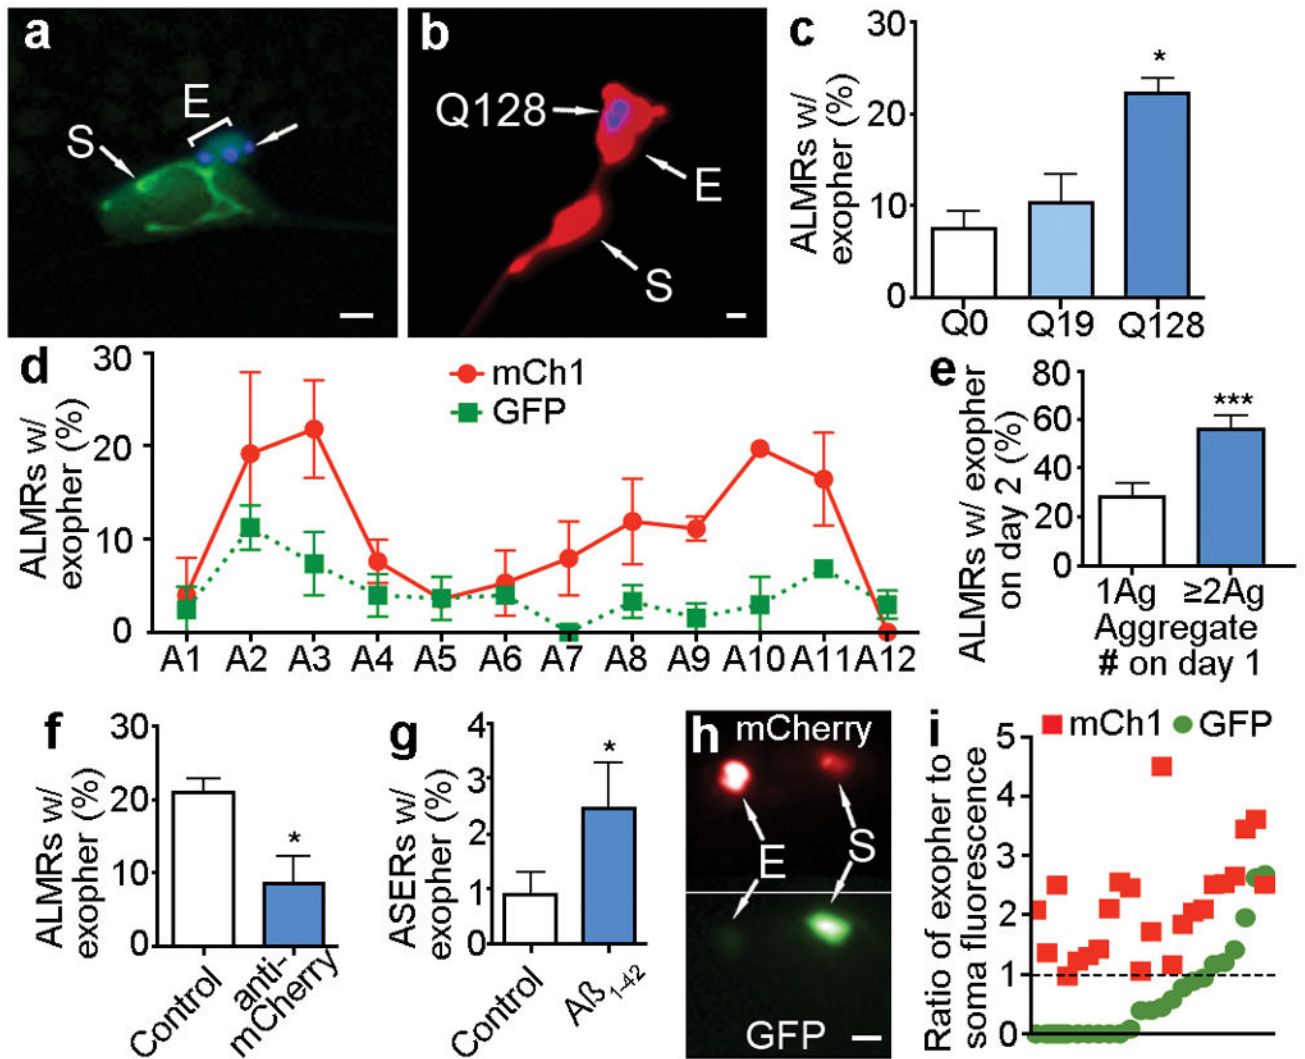 a
E
S
b
Q128
E
S
c
ALMRs w/
exopher (%)
30
20
10
0
*
Q0 Q19 Q128
d
ALMRs w/
exopher (%)
30
20
10
0
mCh1
GFP
A1 A2 A3 A4 A5 A6 A7 A8 A9 A10 A11 A12
e
ALMRs w/ exopher
on day 2 (%)
80
60
40
20
0
***
1Ag ≥2Ag
Aggregate
# on day 1
f
ALMRs w/
exopher (%)
30
20
10
0
*
Control
anti-
mCherry
g
ASERs w/
exopher (%)
4
3
2
1
0
*
Control
Aß1-42
h
mCherry
E
S
GFP
i
mCh1 GFP
Ratio of exopher to
soma fluorescence
5
4
3
2
1
0